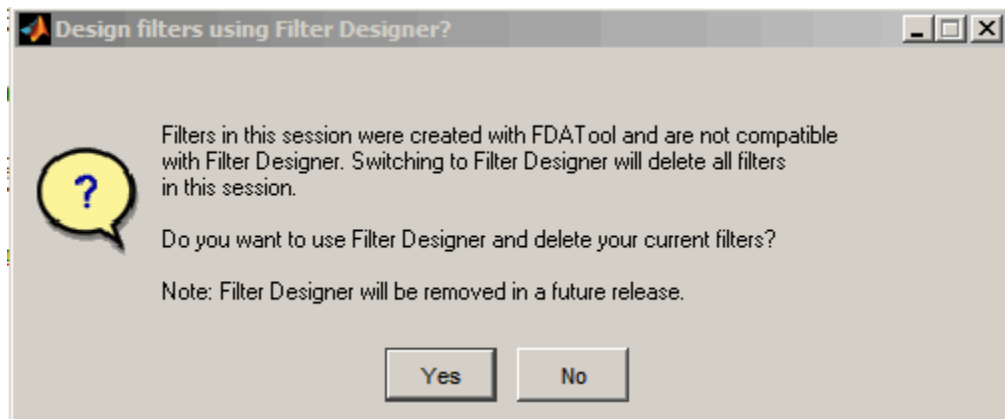 Design filters using Filter Designer?
Filters in this session were created with FDATool and are not compatible
with Filter Designer. Switching to Filter Designer will delete all filters
in this session.
?
Do you want to use Filter Designer and delete your current filters?
Note: Filter Designer will be removed in a future release.
Yes
No